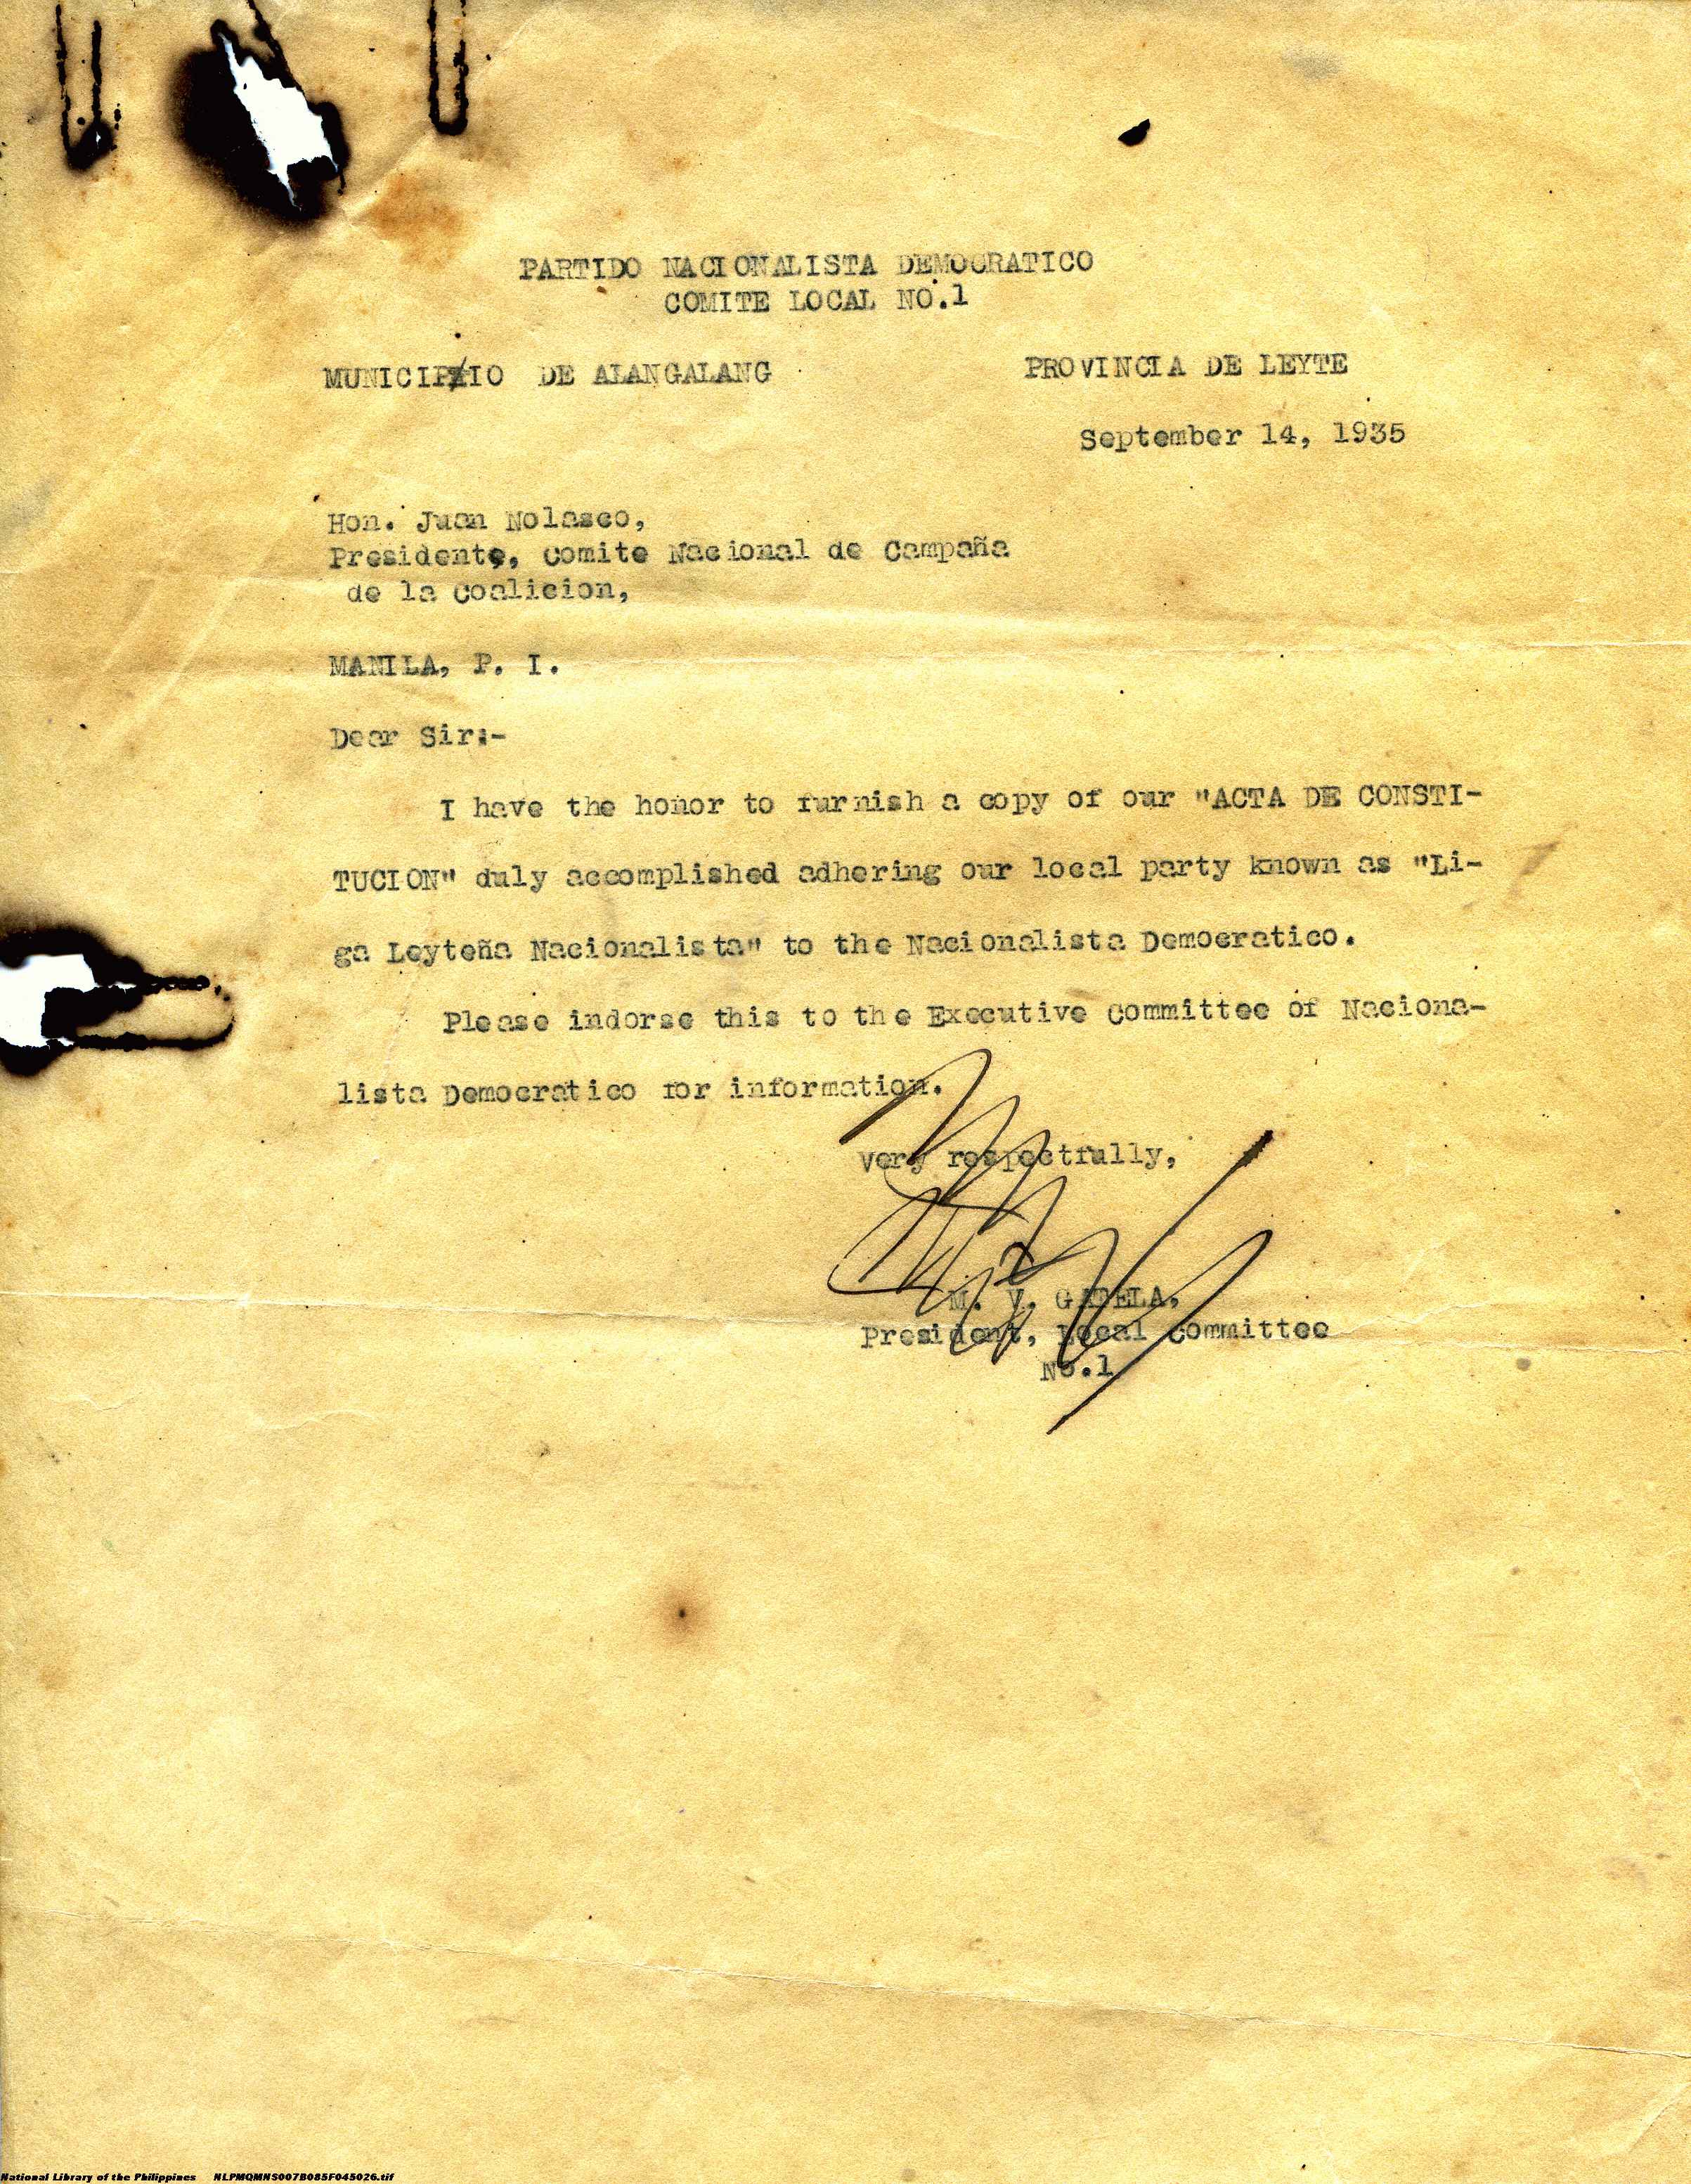 PARTIDO NACIONALISTA DEMOCRATICO
COMITE LOCAL NO.1
MUNICIPIO DE ALANGALANG PROVINCIA DE LEYTE
September 14, 1935
Hon. Juan Nolasco,
Presidente, Comite Nacional de Campaña
de la Coalicion,
MANILA, P. I.
Dear Sir:-
I have the honor to furnish a copy of our "ACTA DE CONSTI-
TUCION" duly accomplished adhering our local party known as "Li-
ga Leyteña Nacionalista" to the Nacionalista Democratico.
Please indorse this to the Executive Committee of Naciona-
lista Democratico for information.
Very respectfully,
M. V.
President, Local Committee
No.1
National Library of the Philippines NLPMQMNS007B085F045026.tif